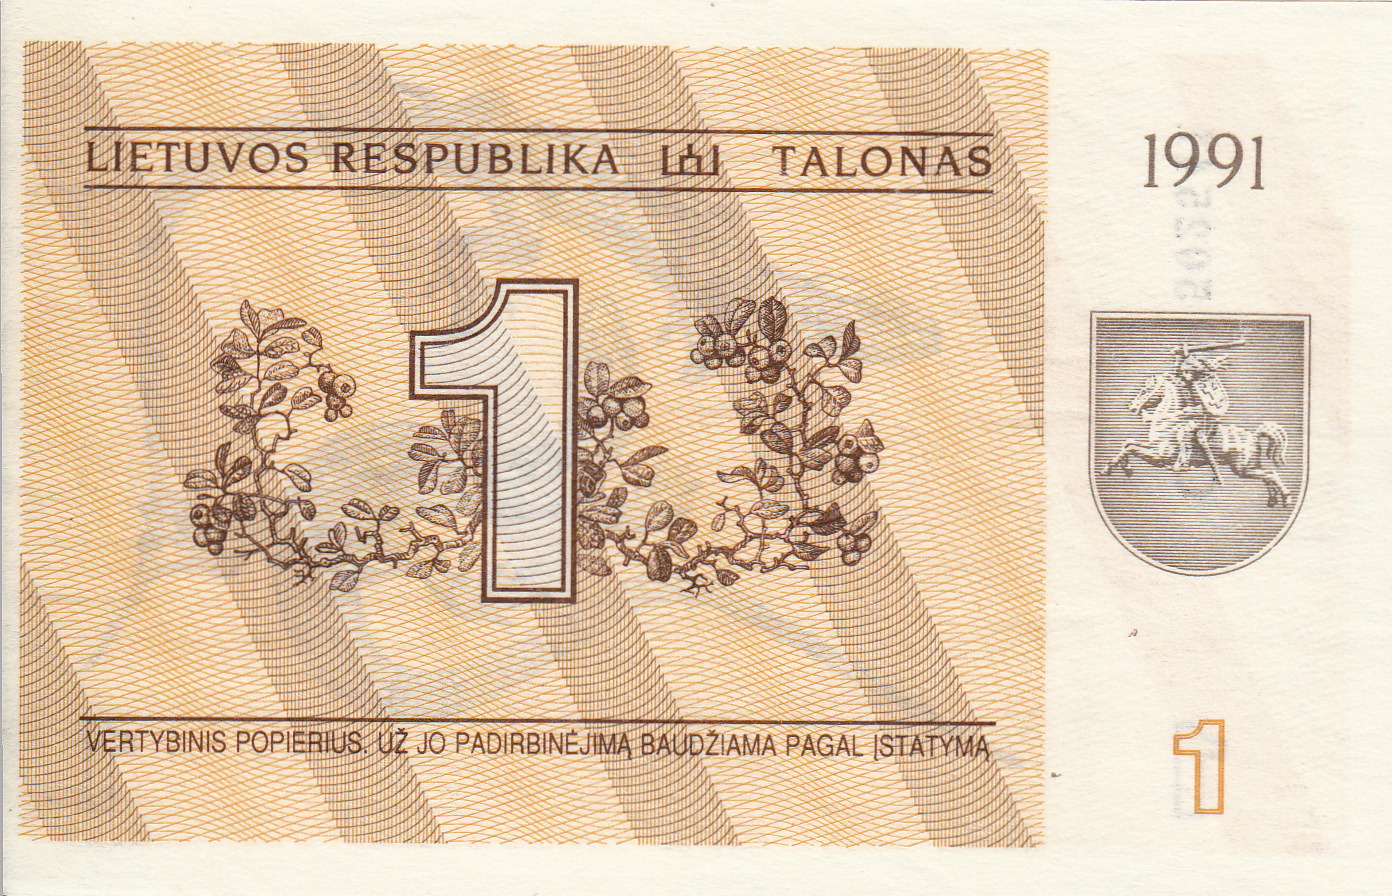 LIETUVOS RESPUBLIKA TALONAS
1991
1
VERTYBINIS POPIERIUS. UŽ JO PADIRBINĖJIMĄ BAUDŽIAMA PAGAL ĮSTATYMĄ
1